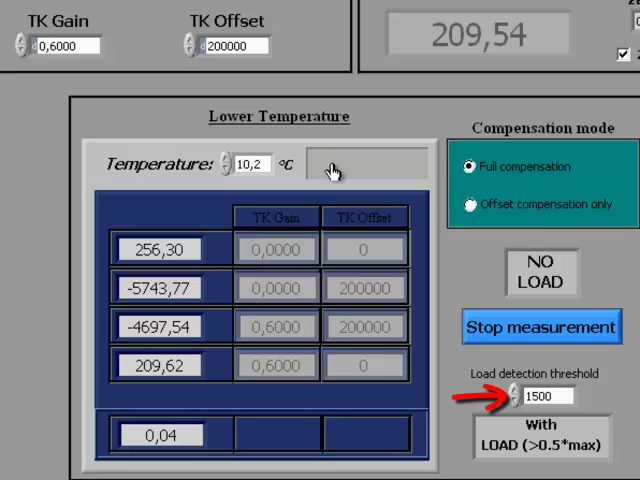 TK Gain
TK Offset
0,6000
d 200000
209,54
Lower Temperature
Temperature: 10,2 °C
Compensation mode
Full compensation
Offset compensation only
TK Gain TK Offset
256,30 0,0000 0
-5743,77 0,0000 200000
-4697,54 0,6000 200000
209,62 0,6000 0
0,04
NO
LOAD
Stop measurement
Load detection threshold
1500
With
LOAD (>0.5*max)